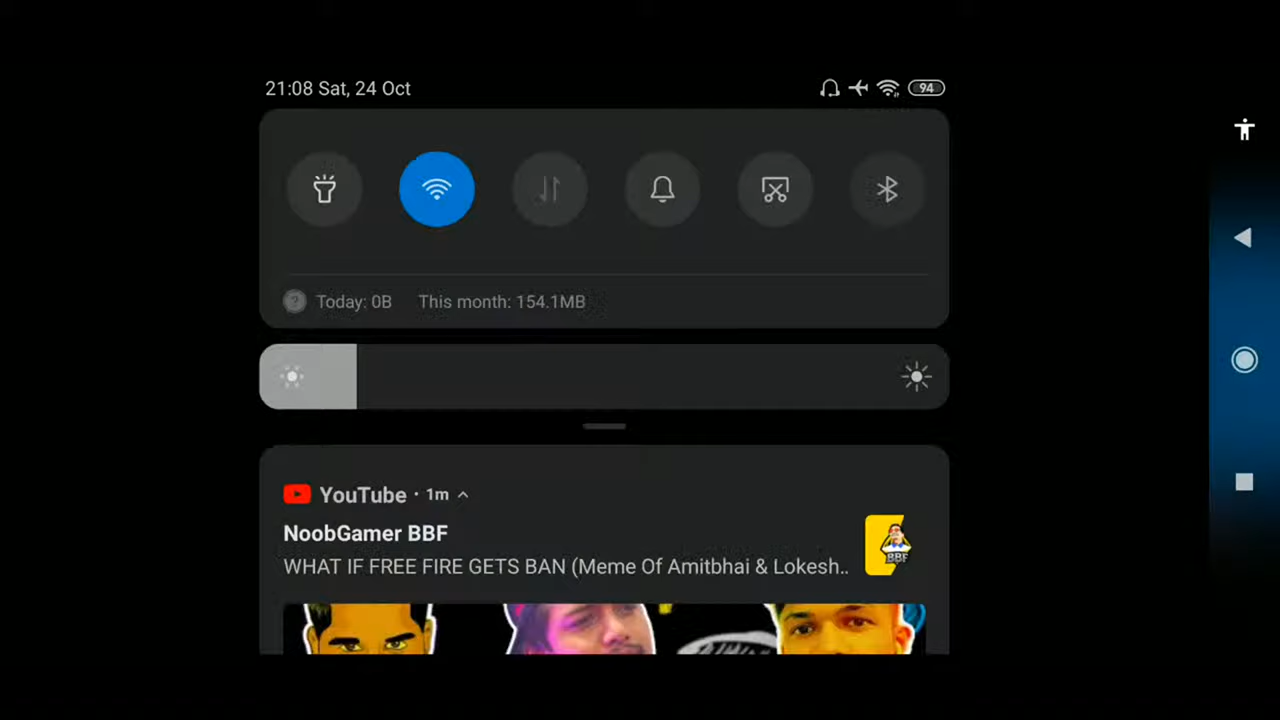 21:08 Sat, 24 Oct
94
Today: 0B This month: 154.1MB
YouTube · 1m
NoobGamer BBF
WHAT IF FREE FIRE GETS BAN (Meme Of Amitbhai & Lokesh..
BBF